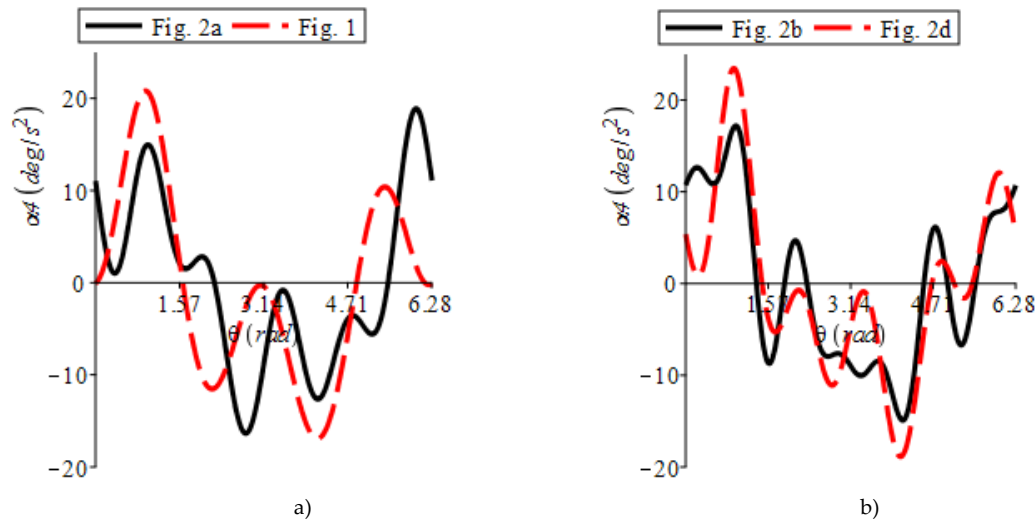 Fig. 2a Fig. 1
α4 (deg/s²)
20
10
0
−10
−20
1.57 3.14 4.71 6.28
θ (rad)
a)
Fig. 2b Fig. 2d
α4 (deg/s²)
20
10
0
−10
−20
1.57 3.14 4.71 6.28
θ (rad)
b)